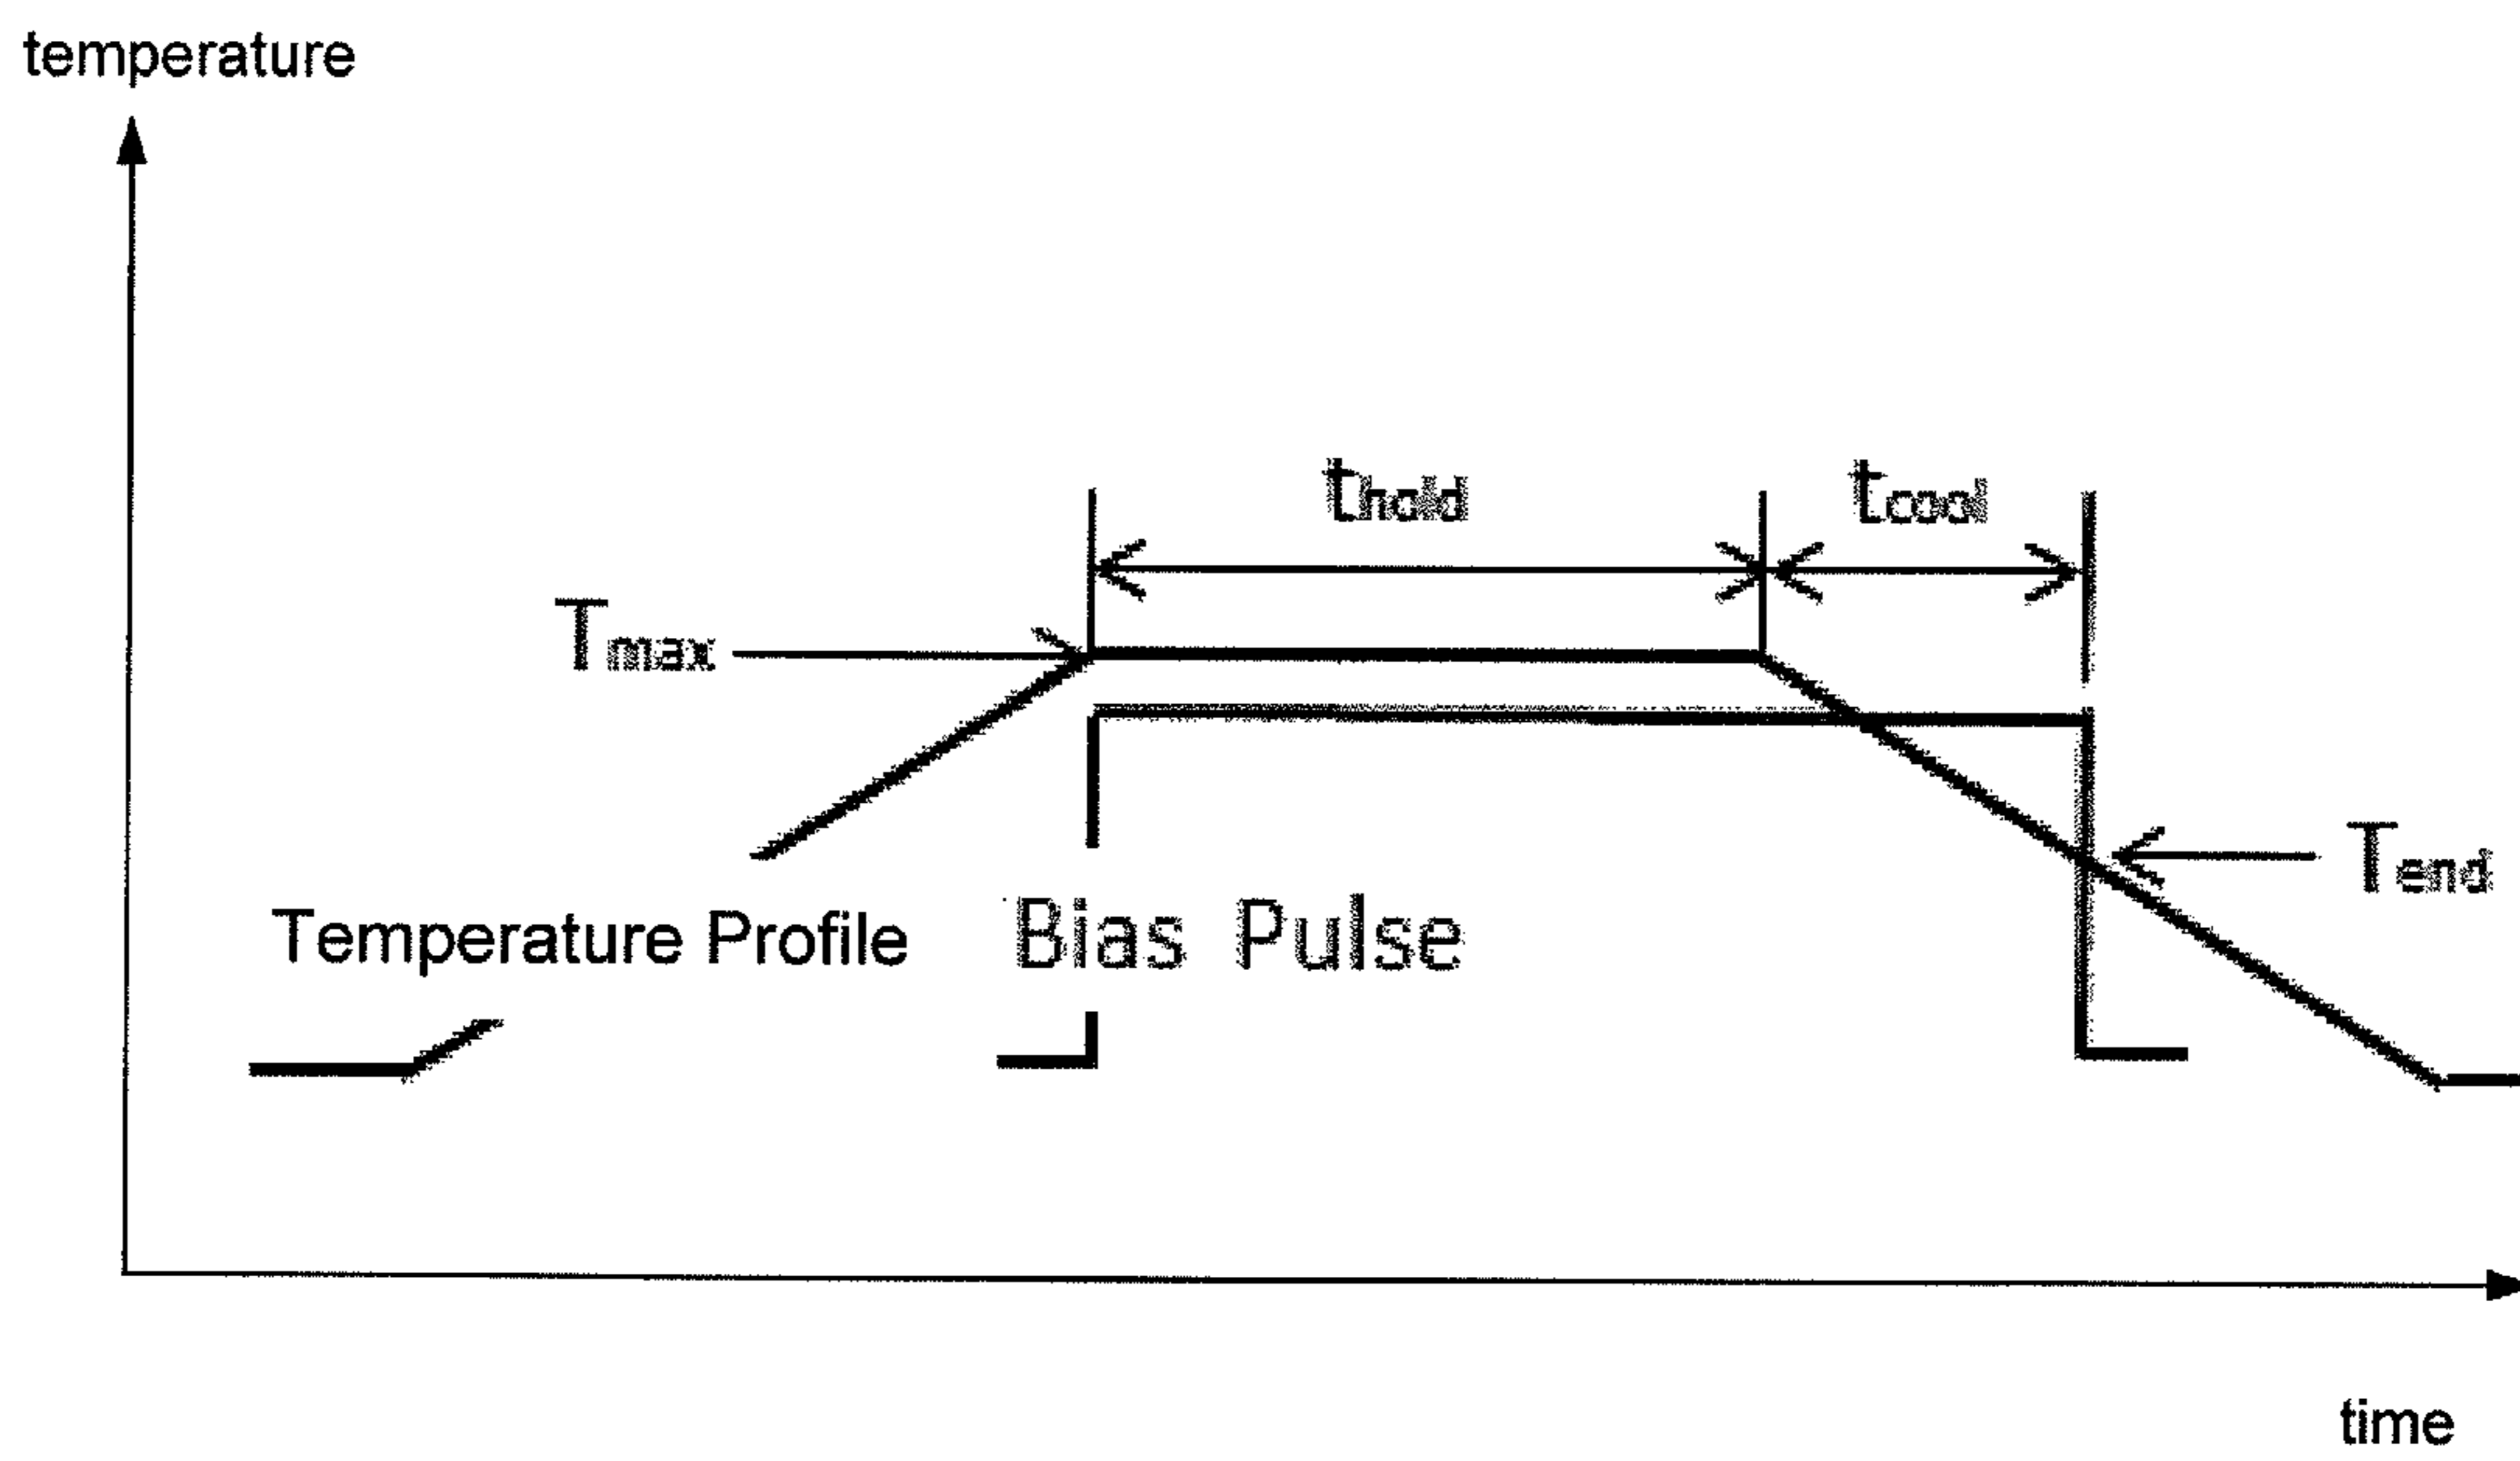 temperature
thold
tcool
Tmax
Tend
Temperature Profile
Bias Pulse
time